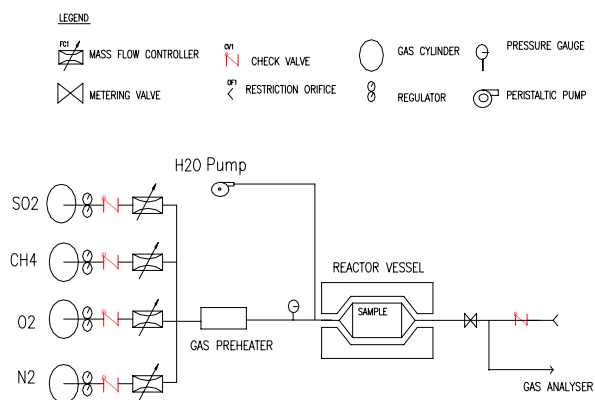 LEGEND
FC1
MASS FLOW CONTROLLER
CV1
CHECK VALVE
GAS CYLINDER
PRESSURE GAUGE
METERING VALVE
OF1
RESTRICTION ORIFICE
REGULATOR
PERISTALTIC PUMP
H2O Pump
SO2
CH4
REACTOR VESSEL
SAMPLE
O2
GAS PREHEATER
N2
GAS ANALYSER